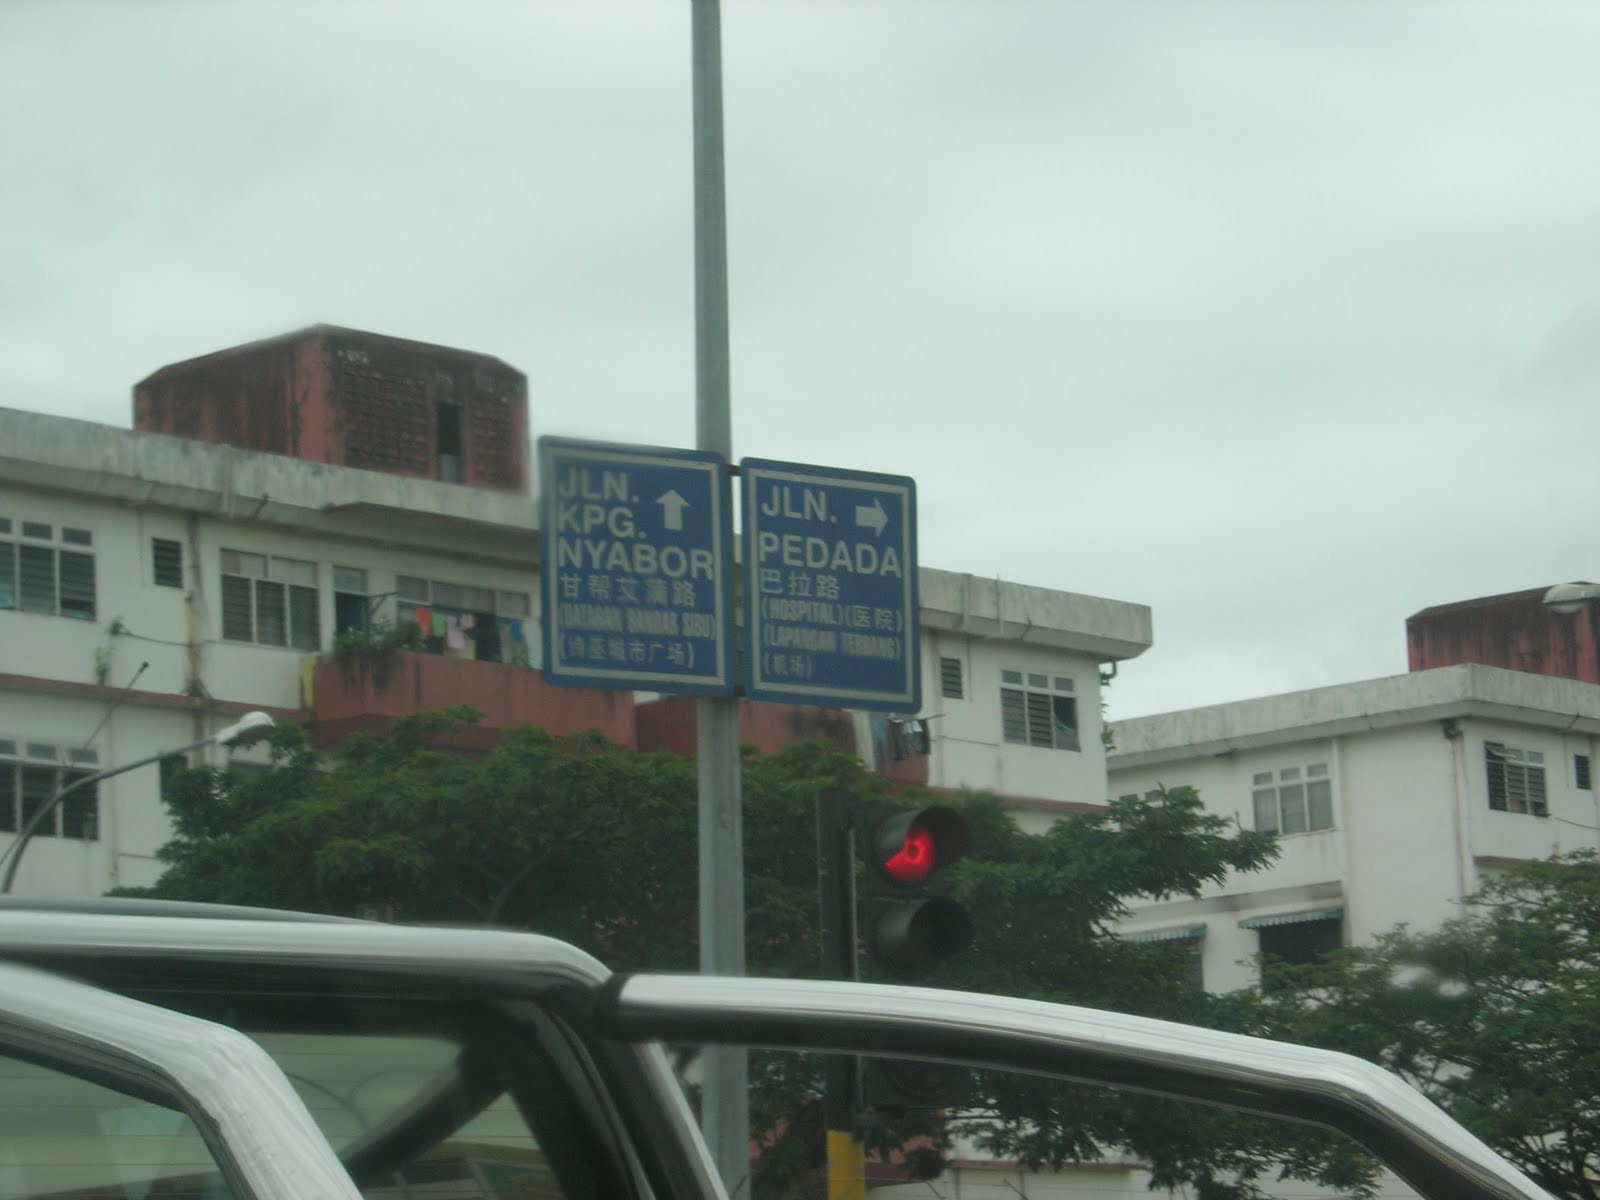 JLN.
KPG.
NYABOR
甘帮艾蒲路
(DATARAN BANDAR SIBU)
(诗巫城市广场)
JLN.
PEDADA
巴拉路
(HOSPITAL)(医院)
(LAPANGAN TERBANG)
(机场)